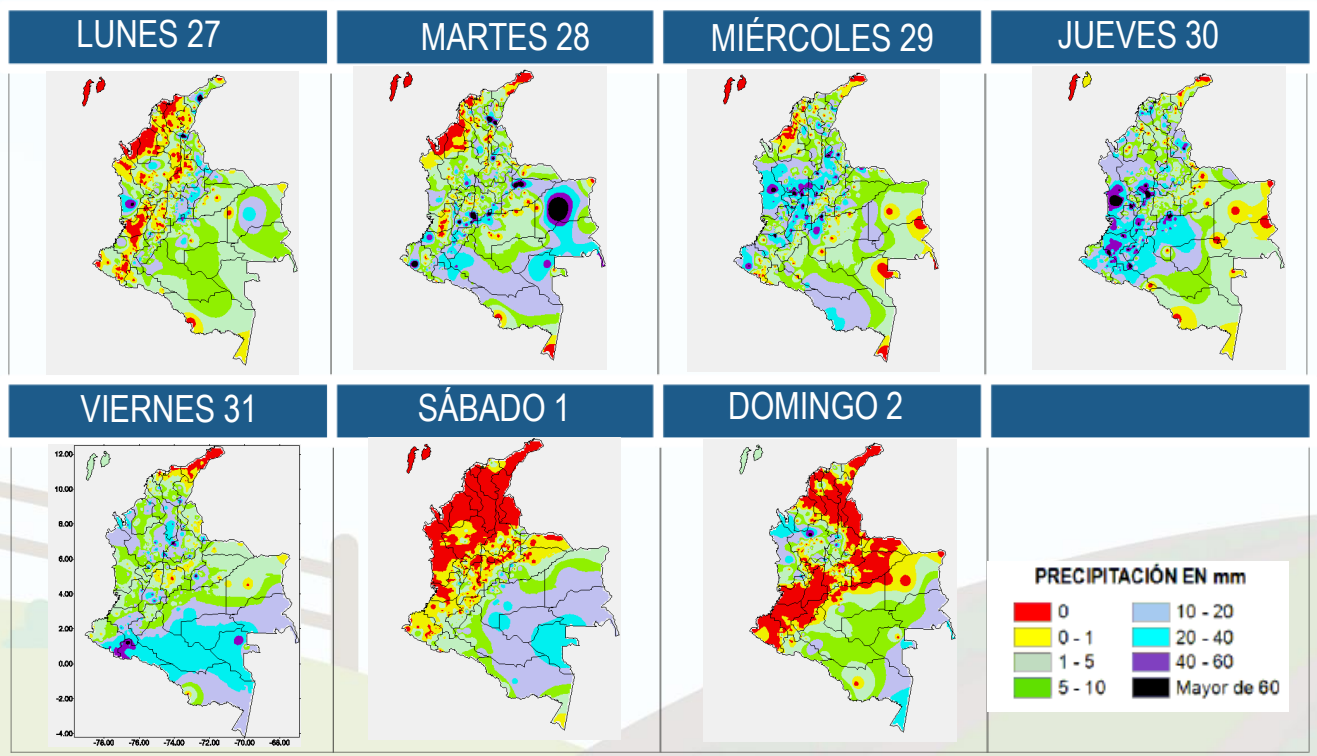 LUNES 27
MARTES 28
MIÉRCOLES 29
JUEVES 30
VIERNES 31
SÁBADO 1
DOMINGO 2
12.00
10.00
8.00
6.00
4.00
2.00
0.00
-2.00
-4.00
-78.00 -76.00 -74.00 -72.00 -70.00 -68.00
PRECIPITACIÓN EN mm
0
0 - 1
1 - 5
5 - 10
10 - 20
20 - 40
40 - 60
Mayor de 60